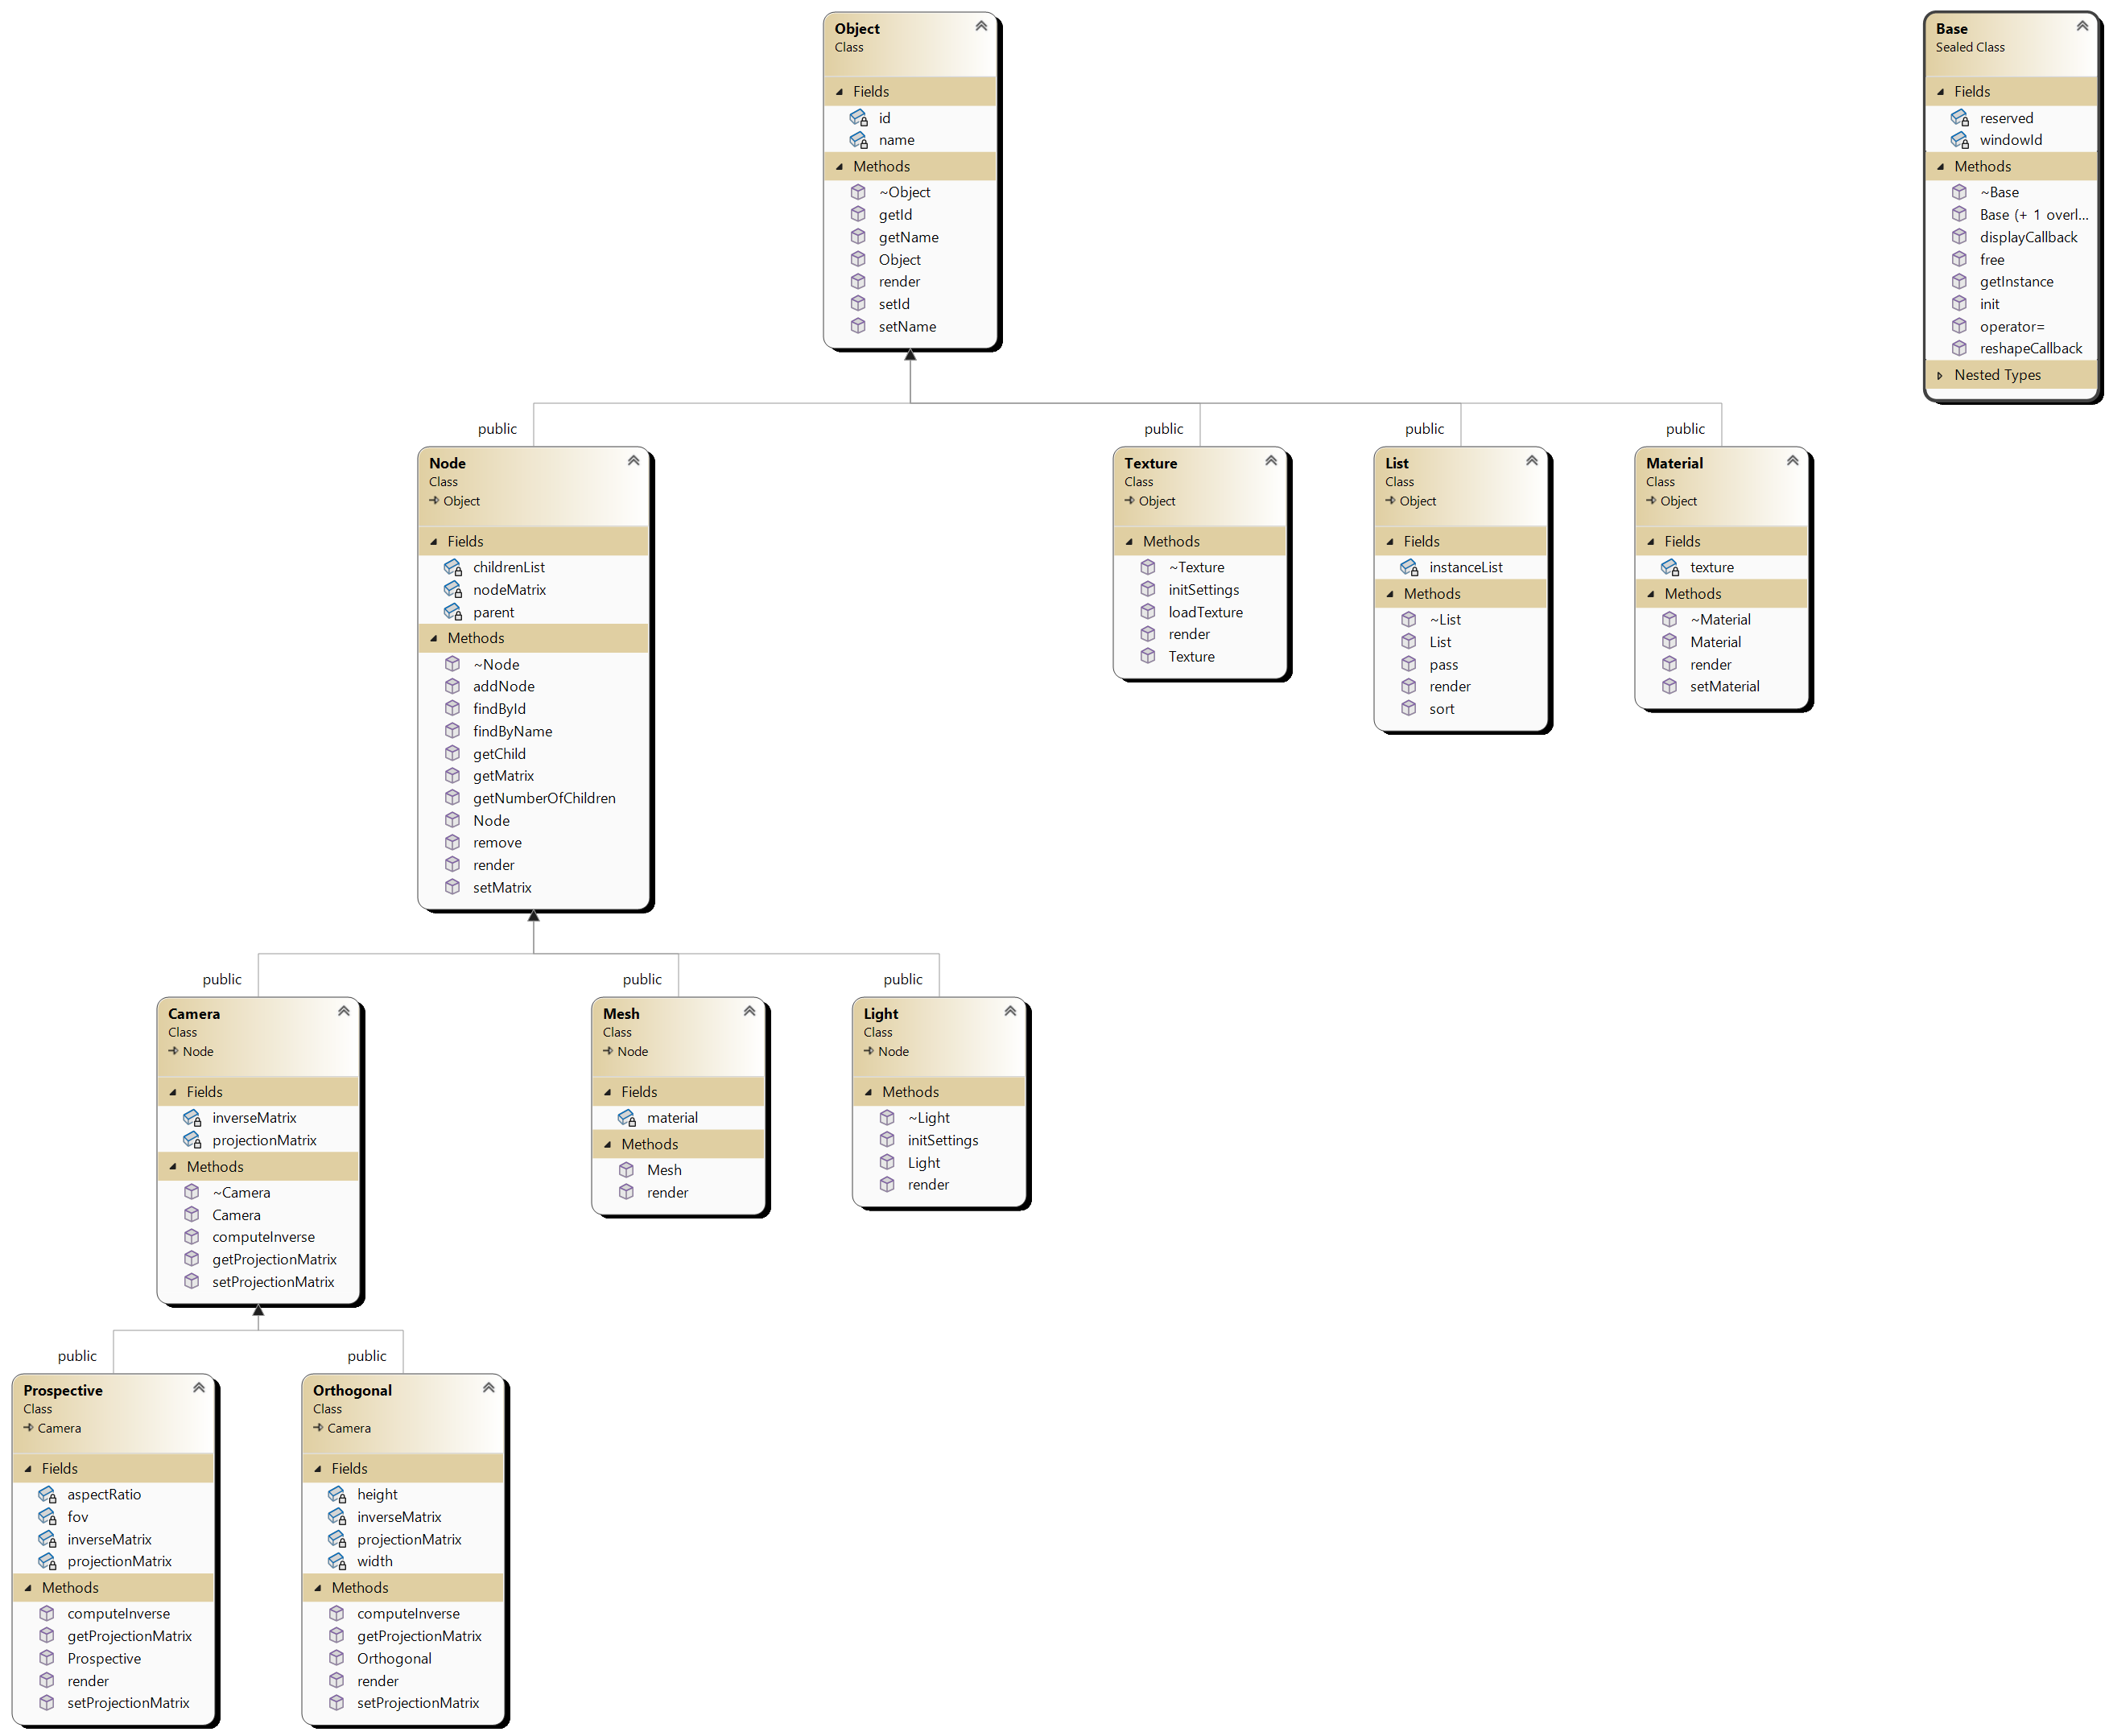 Object
Class
Fields
id
name
Methods
~Object
getId
getName
Object
render
setId
setName
Base
Sealed Class
Fields
reserved
windowId
Methods
~Base
Base (+ 1 overl...
displayCallback
free
getInstance
init
operator=
reshapeCallback
Nested Types
public
Node
Class
Object
Fields
childrenList
nodeMatrix
parent
Methods
~Node
addNode
findById
findByName
getChild
getMatrix
getNumberOfChildren
Node
remove
render
setMatrix
public
Texture
Class
Object
Methods
~Texture
initSettings
loadTexture
render
Texture
public
List
Class
Object
Fields
instanceList
Methods
~List
List
pass
render
sort
public
Material
Class
Object
Fields
texture
Methods
~Material
Material
render
setMaterial
public
Camera
Class
Node
Fields
inverseMatrix
projectionMatrix
Methods
~Camera
Camera
computeInverse
getProjectionMatrix
setProjectionMatrix
public
Mesh
Class
Node
Fields
material
Methods
Mesh
render
public
Light
Class
Node
Methods
~Light
initSettings
Light
render
public
Prospective
Class
Camera
Fields
aspectRatio
fov
inverseMatrix
projectionMatrix
Methods
computeInverse
getProjectionMatrix
Prospective
render
setProjectionMatrix
public
Orthogonal
Class
Camera
Fields
height
inverseMatrix
projectionMatrix
width
Methods
computeInverse
getProjectionMatrix
Orthogonal
render
setProjectionMatrix